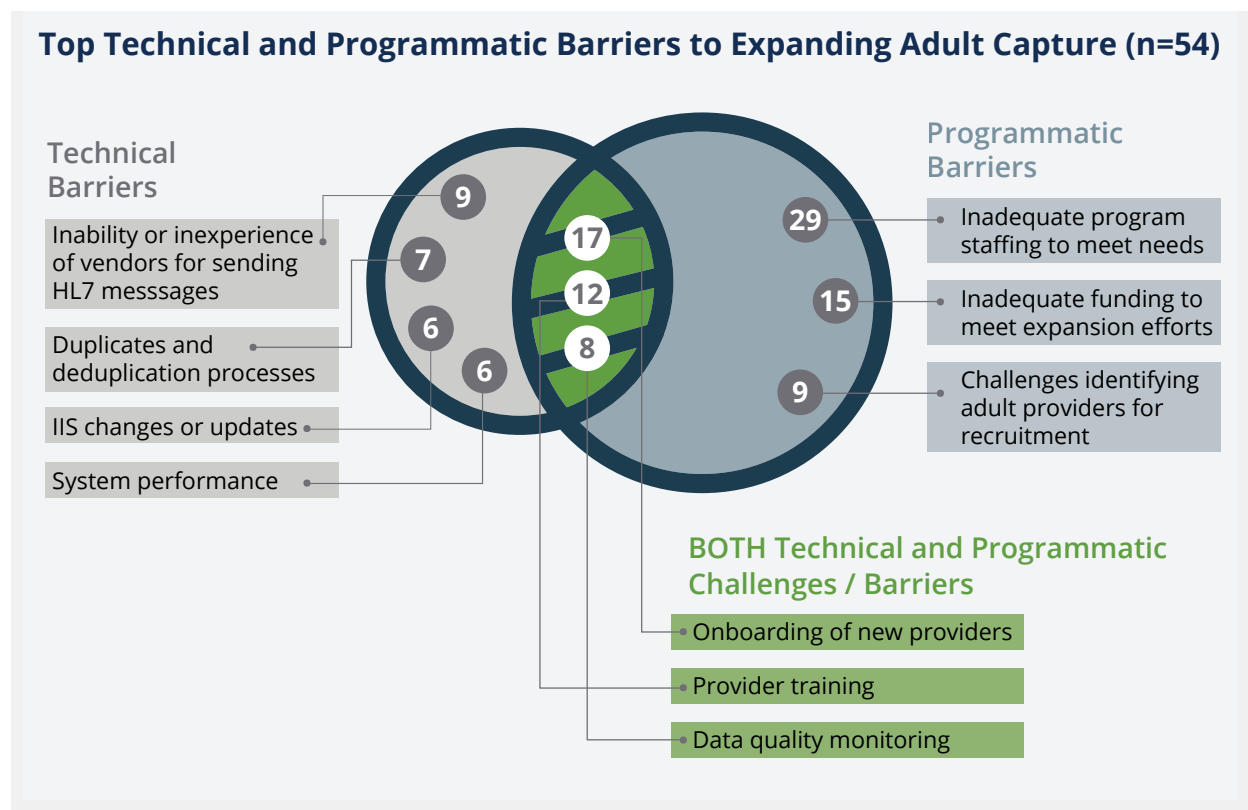 Top Technical and Programmatic Barriers to Expanding Adult Capture (n=54)
Technical
Barriers
9
Inability or inexperience
of vendors for sending
HL7 messsages
7
Duplicates and
deduplication processes
6
IIS changes or updates
6
System performance
17
12
8
Programmatic
Barriers
29
Inadequate program
staffing to meet needs
15
Inadequate funding to
meet expansion efforts
9
Challenges identifying
adult providers for
recruitment
BOTH Technical and Programmatic
Challenges / Barriers
Onboarding of new providers
Provider training
Data quality monitoring